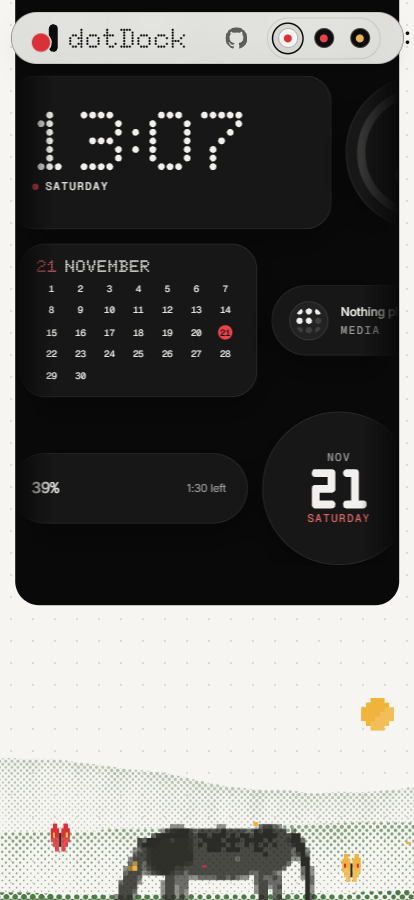 dotDock
13:07
SATURDAY
21 NOVEMBER
1 2 3 4 5 6 7
8 9 10 11 12 13 14
15 16 17 18 19 20 21
22 23 24 25 26 27 28
29 30
Nothing p
MEDIA
39%
1:30 left
NOV
21
SATURDAY